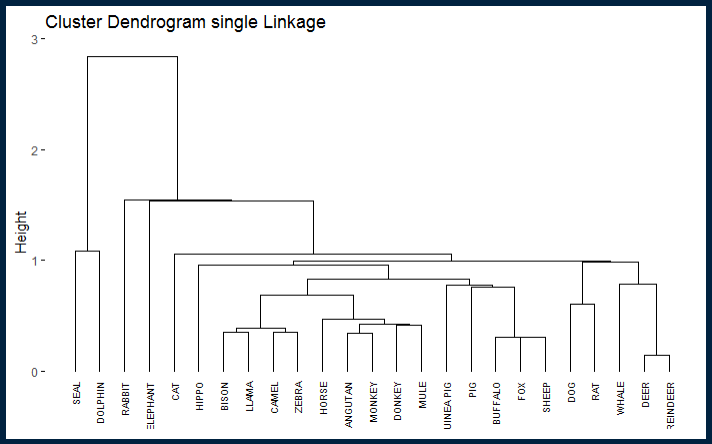 Cluster Dendrogram single Linkage
3
2
1
0
Height
SEAL
DOLPHIN
RABBIT
ELEPHANT
CAT
HIPPO
BISON
LLAMA
CAMEL
ZEBRA
HORSE
ANGUTAN
MONKEY
DONKEY
MULE
UINEA PIG
PIG
BUFFALO
FOX
SHEEP
DOG
RAT
WHALE
DEER
REINDEER